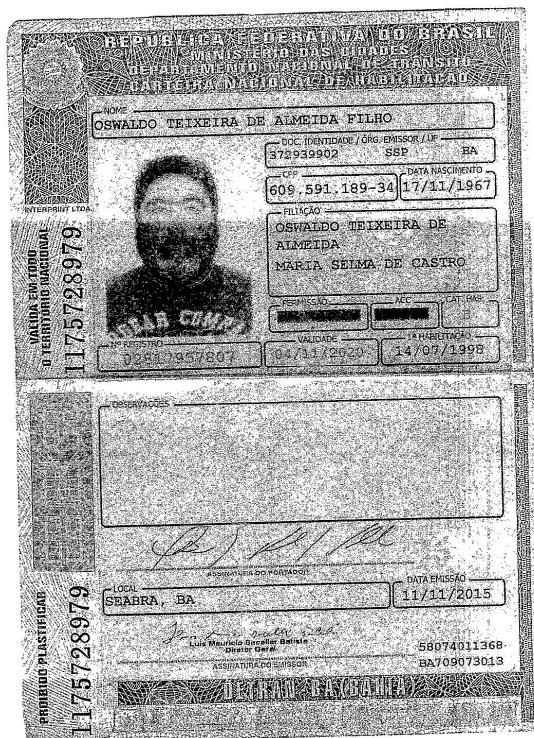 REPÚBLICA FEDERATIVA DO BRASIL
MINISTÉRIO DAS CIDADES
DEPARTAMENTO NACIONAL DE TRÂNSITO
CARTEIRA NACIONAL DE HABILITAÇÃO
NOME
OSWALDO TEIXEIRA DE ALMEIDA FILHO
DOC. IDENTIDADE / ÓRG. EMISSOR / UF
372939902 SSP BA
CPF
609.591.189-34
DATA NASCIMENTO
17/11/1967
FILIAÇÃO
OSWALDO TEIXEIRA DE
ALMEIDA
MARIA SELMA DE CASTRO
PERMISSÃO
ACC
CAT. HAB.
Nº REGISTRO
VALIDADE
04/11/2020
1ª HABILITAÇÃO
14/07/1998
INTERPRINT LTDA.
VÁLIDA EM TODO
O TERRITÓRIO NACIONAL
1175728979
OBSERVAÇÕES
ASSINATURA DO PORTADOR
LOCAL
SEABRA, BA
DATA EMISSÃO
11/11/2015
Luis Mauricio Bacellar Batista
Diretor Geral
ASSINATURA DO EMISSOR
58074011368
BA709073013
DETRAN BA (BAHIA)
PROIBIDO PLASTIFICAR
1175728979